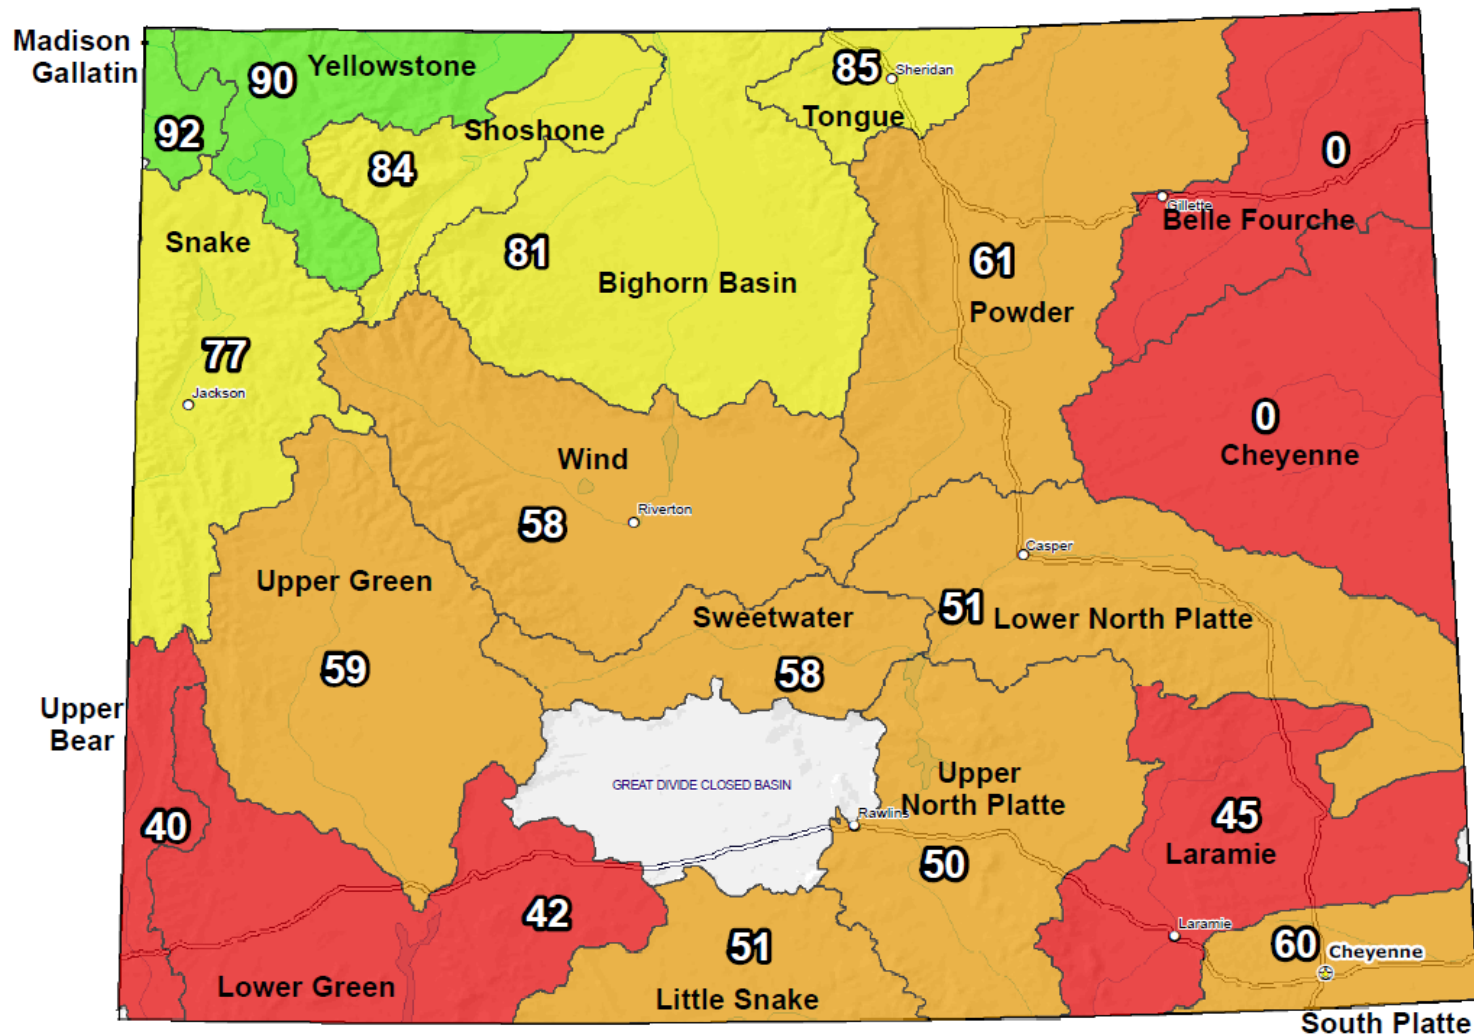 Madison
Gallatin
90
Yellowstone
92
Shoshone
84
85
Sheridan
Tongue
0
Gillette
Belle Fourche
Snake
81
Bighorn Basin
61
Powder
77
Jackson
0
Cheyenne
Wind
58
Riverton
Casper
Upper Green
59
Sweetwater
58
51
Lower North Platte
Upper
Bear
40
GREAT DIVIDE CLOSED BASIN
Upper
North Platte
Rawlins
50
45
Laramie
42
Lower Green
51
Little Snake
Laramie
60
Cheyenne
South Platte